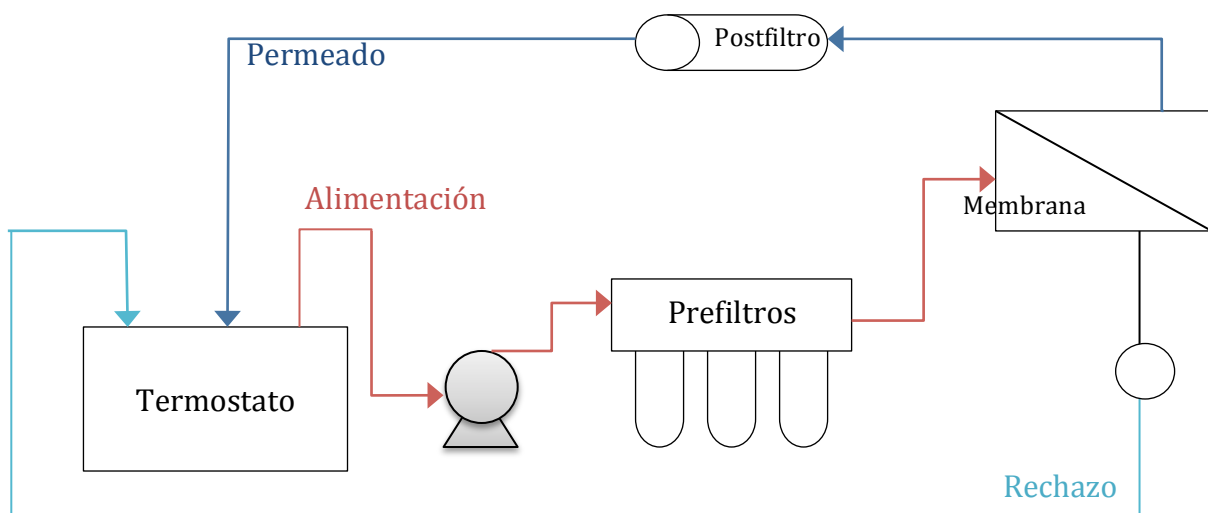 Postfiltro
Permeado
Alimentación
Membrana
Prefiltros
Termostato
Rechazo